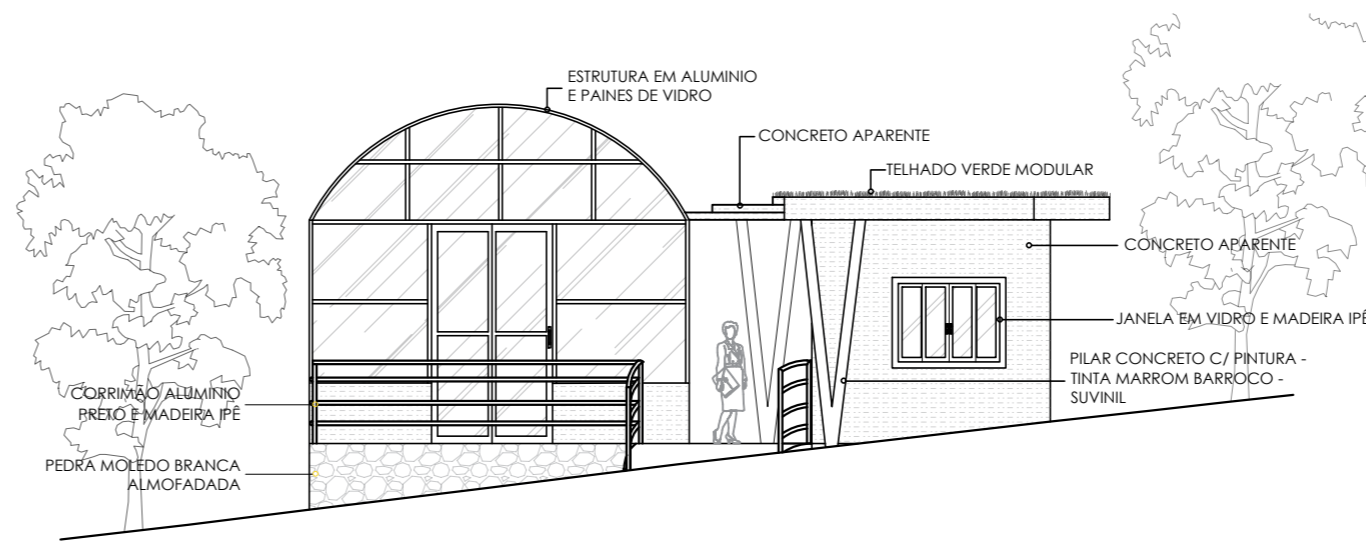 ESTRUTURA EM ALUMINIO
E PAINES DE VIDRO
CONCRETO APARENTE
TELHADO VERDE MODULAR
CONCRETO APARENTE
JANELA EM VIDRO E MADEIRA IPÊ
PILAR CONCRETO C/ PINTURA -
TINTA MARROM BARROCO -
SUVINIL
CORRIMÃO ALUMINIO
PRETO E MADEIRA IPÊ
PEDRA MOLEDO BRANCA
ALMOFADADA